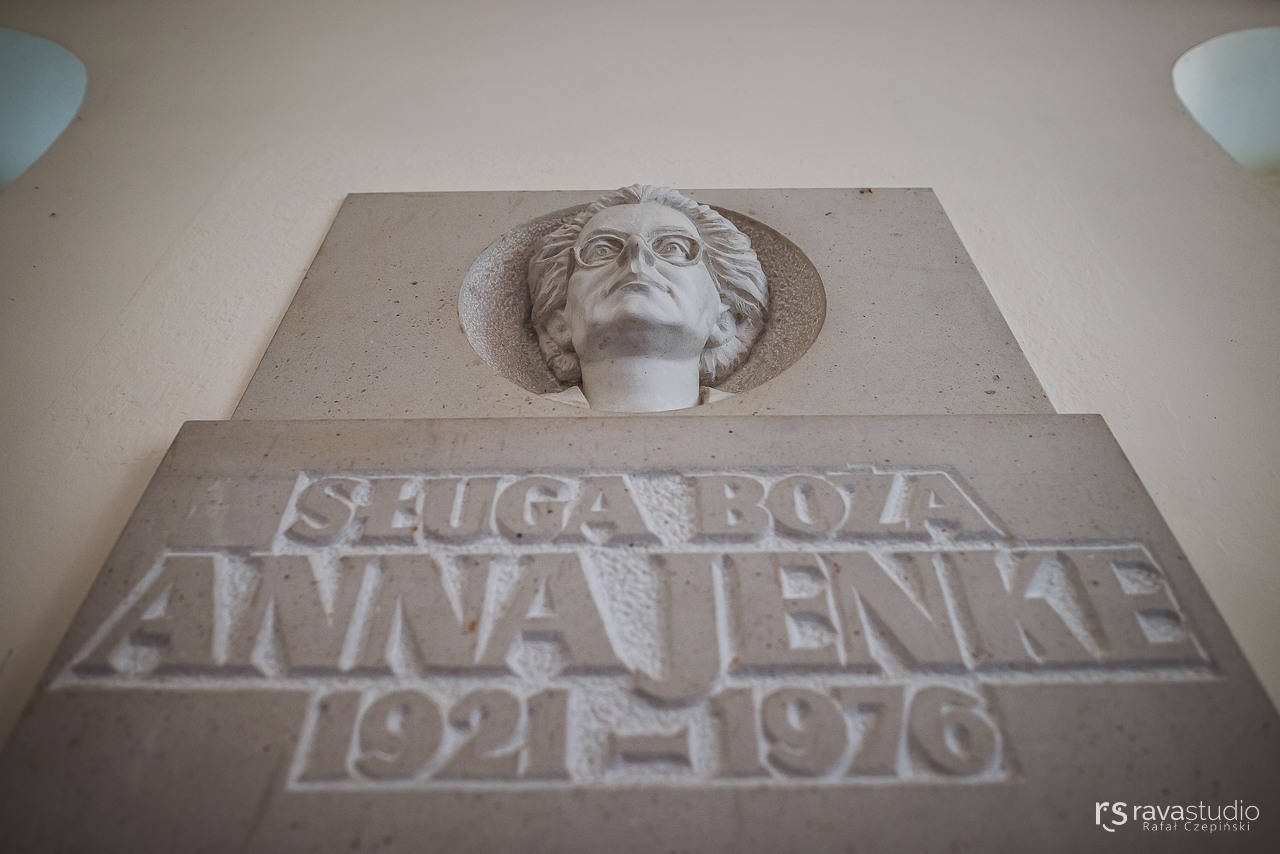 SŁUGA BOŻA
ANNA JENKE
1921-1976
rs ravastudio
Rafał Czepiński